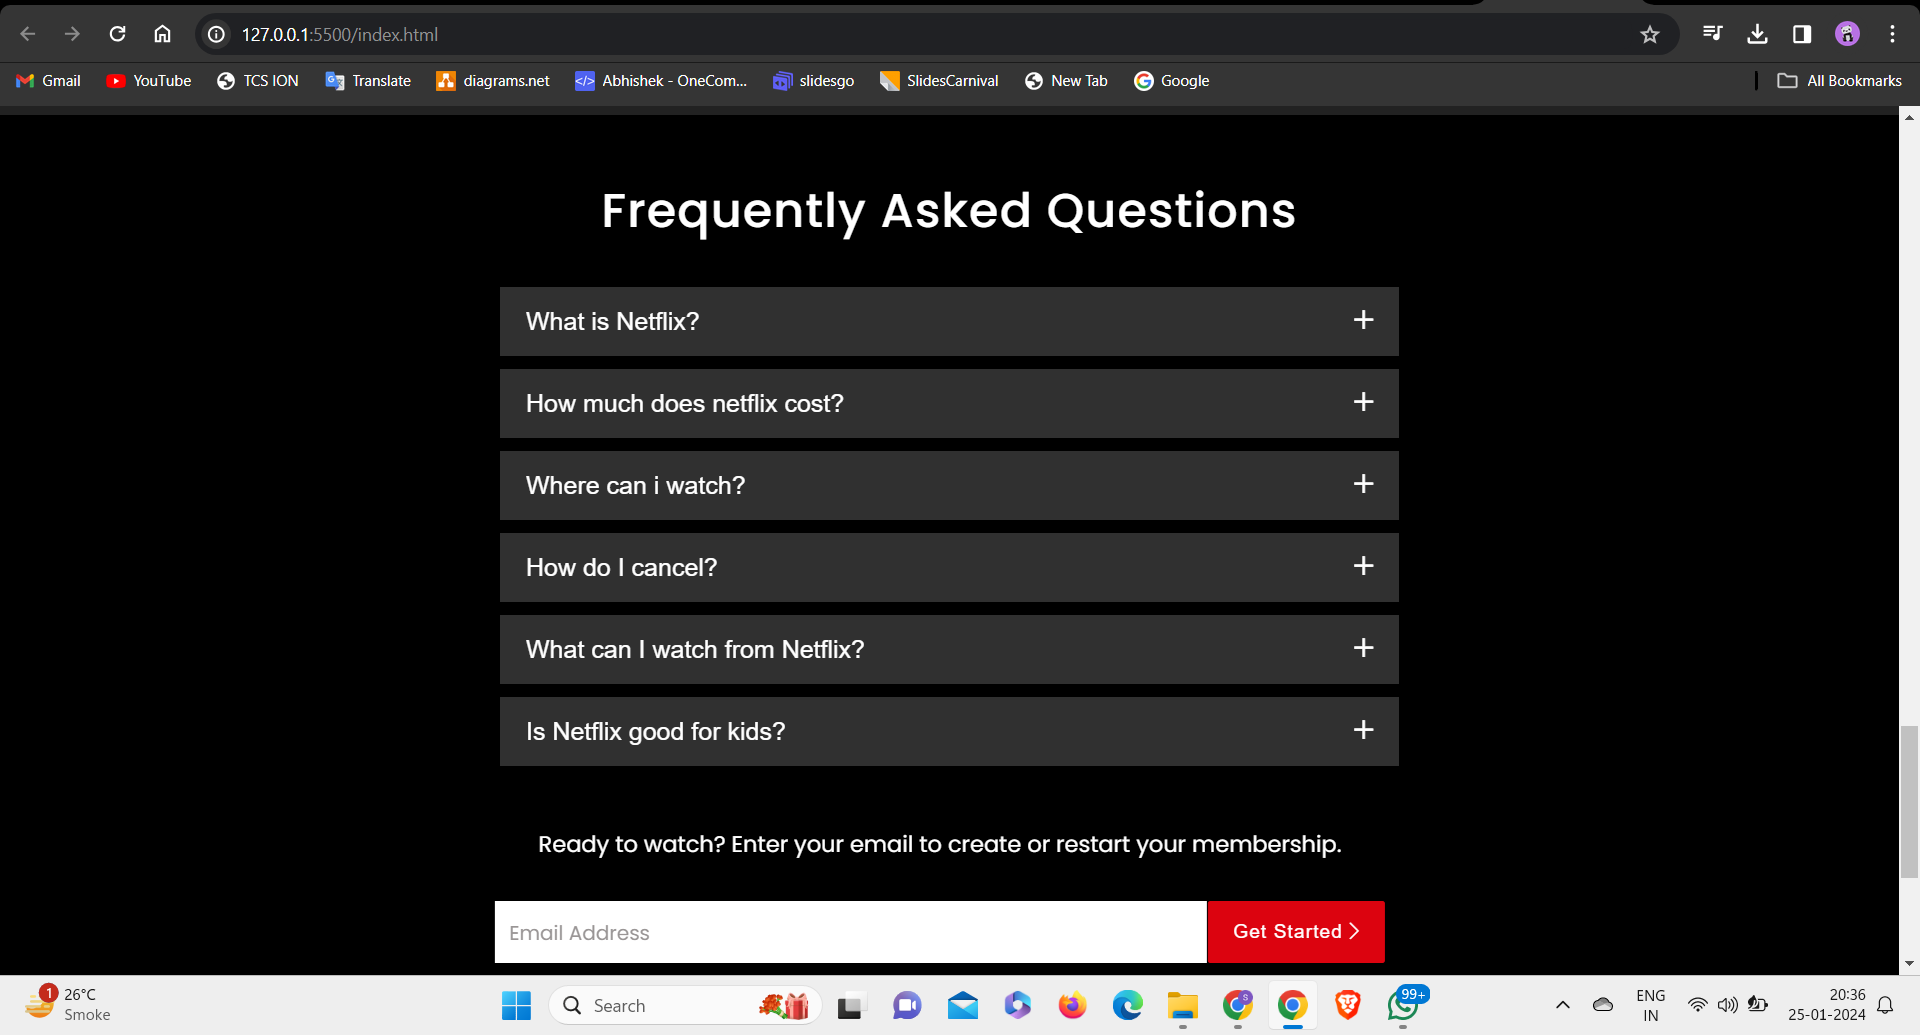 127.0.0.1:5500/index.html
Gmail YouTube TCS ION Translate diagrams.net Abhishek - OneCom... slidesgo SlidesCarnival New Tab Google All Bookmarks
Frequently Asked Questions
What is Netflix? +
How much does netflix cost? +
Where can i watch? +
How do I cancel? +
What can I watch from Netflix? +
Is Netflix good for kids? +
Ready to watch? Enter your email to create or restart your membership.
Email Address Get Started >
1 26°C
Smoke
Search
99+
ENG
IN
20:36
25-01-2024